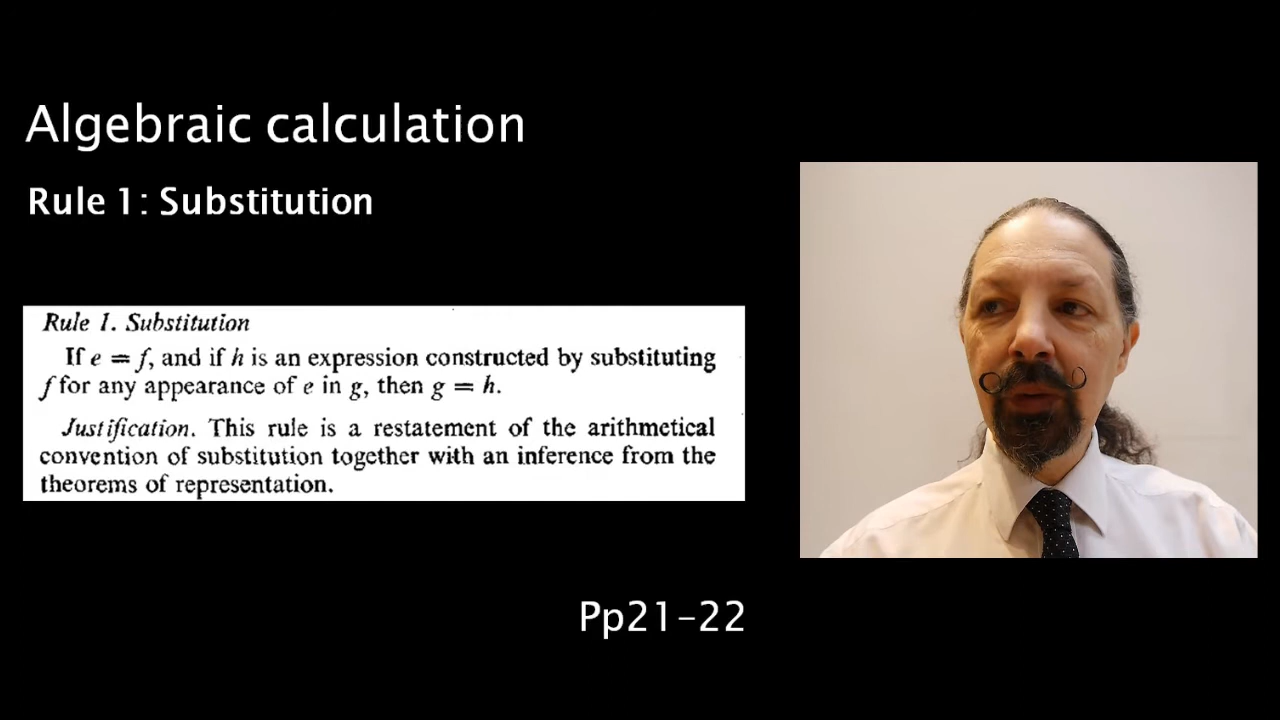 Algebraic calculation
Rule 1: Substitution
Rule 1. Substitution
If e = f, and if h is an expression constructed by substituting
f for any appearance of e in g, then g = h.
Justification. This rule is a restatement of the arithmetical
convention of substitution together with an inference from the
theorems of representation.
Pp21-22